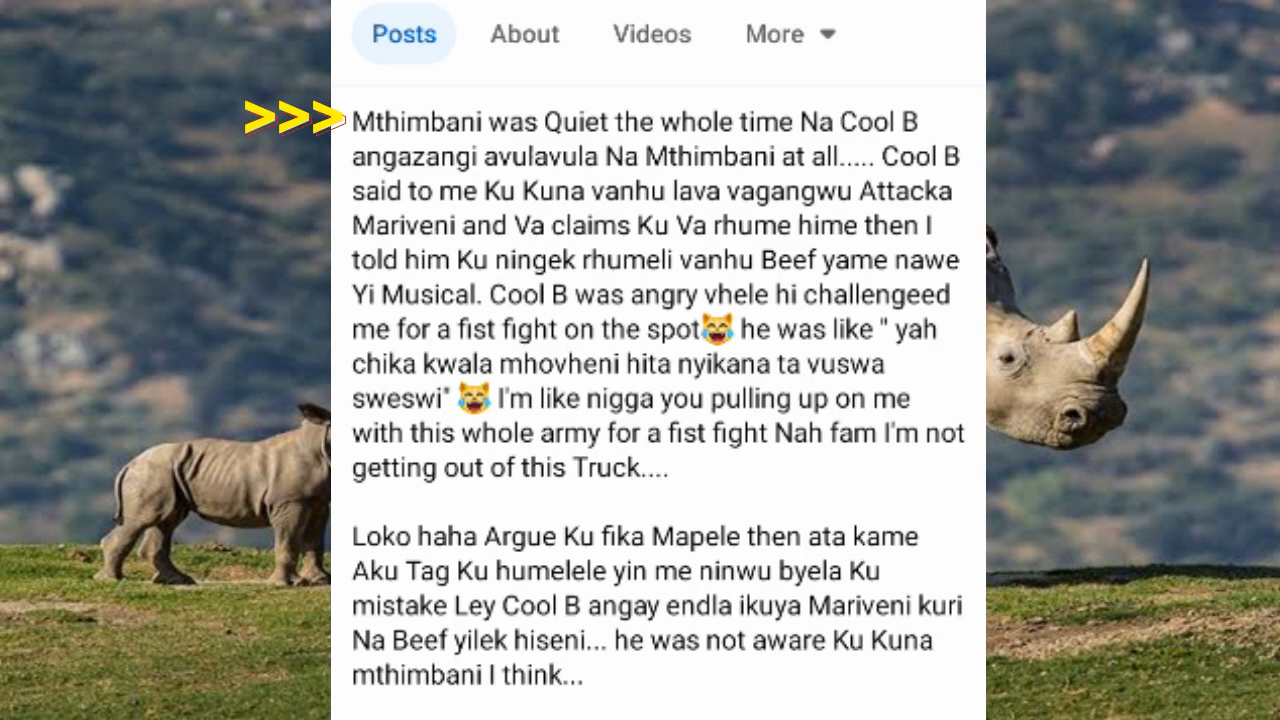 Posts About Videos More
>>> Mthimbani was Quiet the whole time Na Cool B
angazangi avulavula Na Mthimbani at all..... Cool B
said to me Ku Kuna vanhu lava vagangwu Attacka
Mariveni and Va claims Ku Va rhume hime then I
told him Ku ningek rhumeli vanhu Beef yame nawe
Yi Musical. Cool B was angry vhele hi challengeed
me for a fist fight on the spot😹 he was like " yah
chika kwala mhovheni hita nyikana ta vuswa
sweswi" 😹 I'm like nigga you pulling up on me
with this whole army for a fist fight Nah fam I'm not
getting out of this Truck....
Loko haha Argue Ku fika Mapele then ata kame
Aku Tag Ku humelele yin me ninwu byela Ku
mistake Ley Cool B angay endla ikuya Mariveni kuri
Na Beef yilek hiseni... he was not aware Ku Kuna
mthimbani I think...